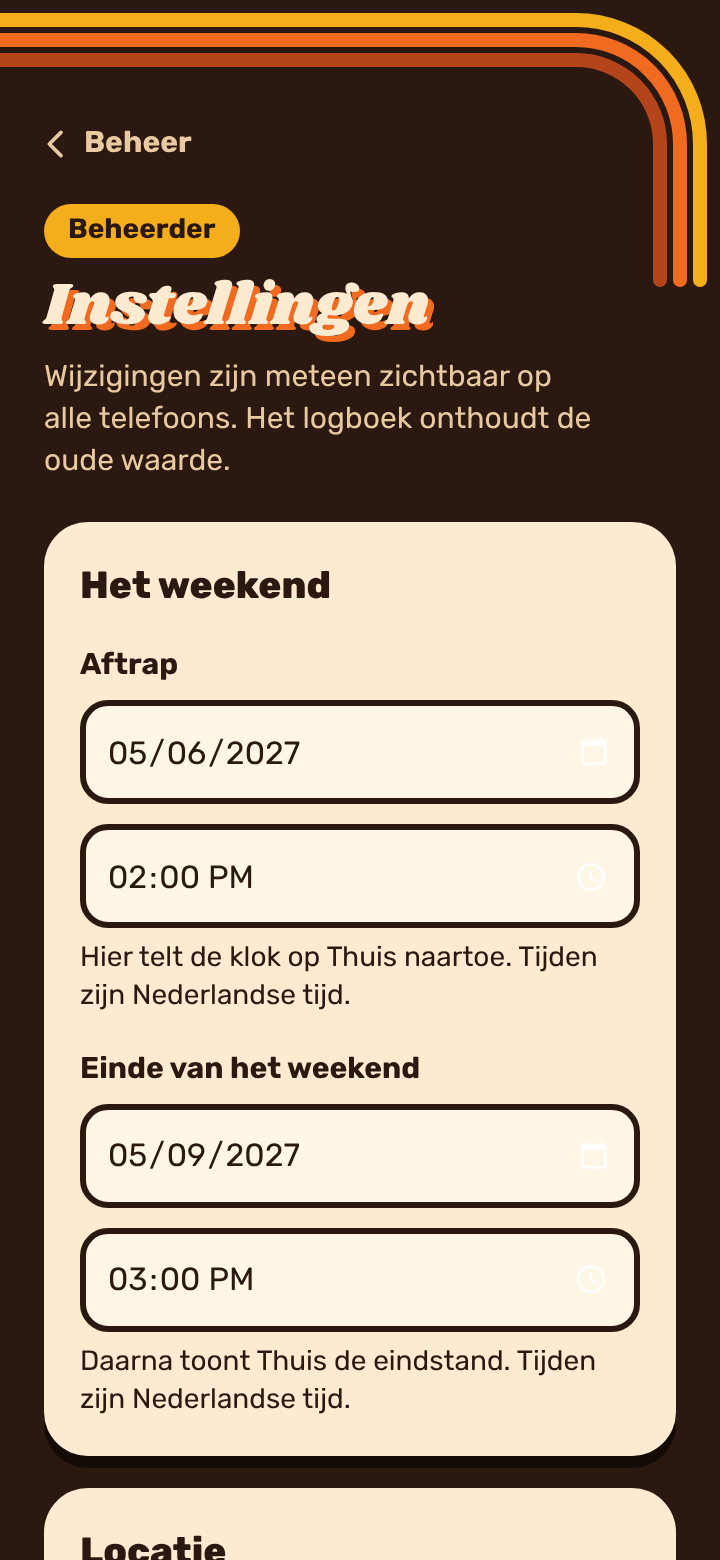 Beheer
Beheerder
Instellingen
Wijzigingen zijn meteen zichtbaar op
alle telefoons. Het logboek onthoudt de
oude waarde.
Het weekend
Aftrap
05/06/2027
02:00 PM
Hier telt de klok op Thuis naartoe. Tijden
zijn Nederlandse tijd.
Einde van het weekend
05/09/2027
03:00 PM
Daarna toont Thuis de eindstand. Tijden
zijn Nederlandse tijd.
Locatie